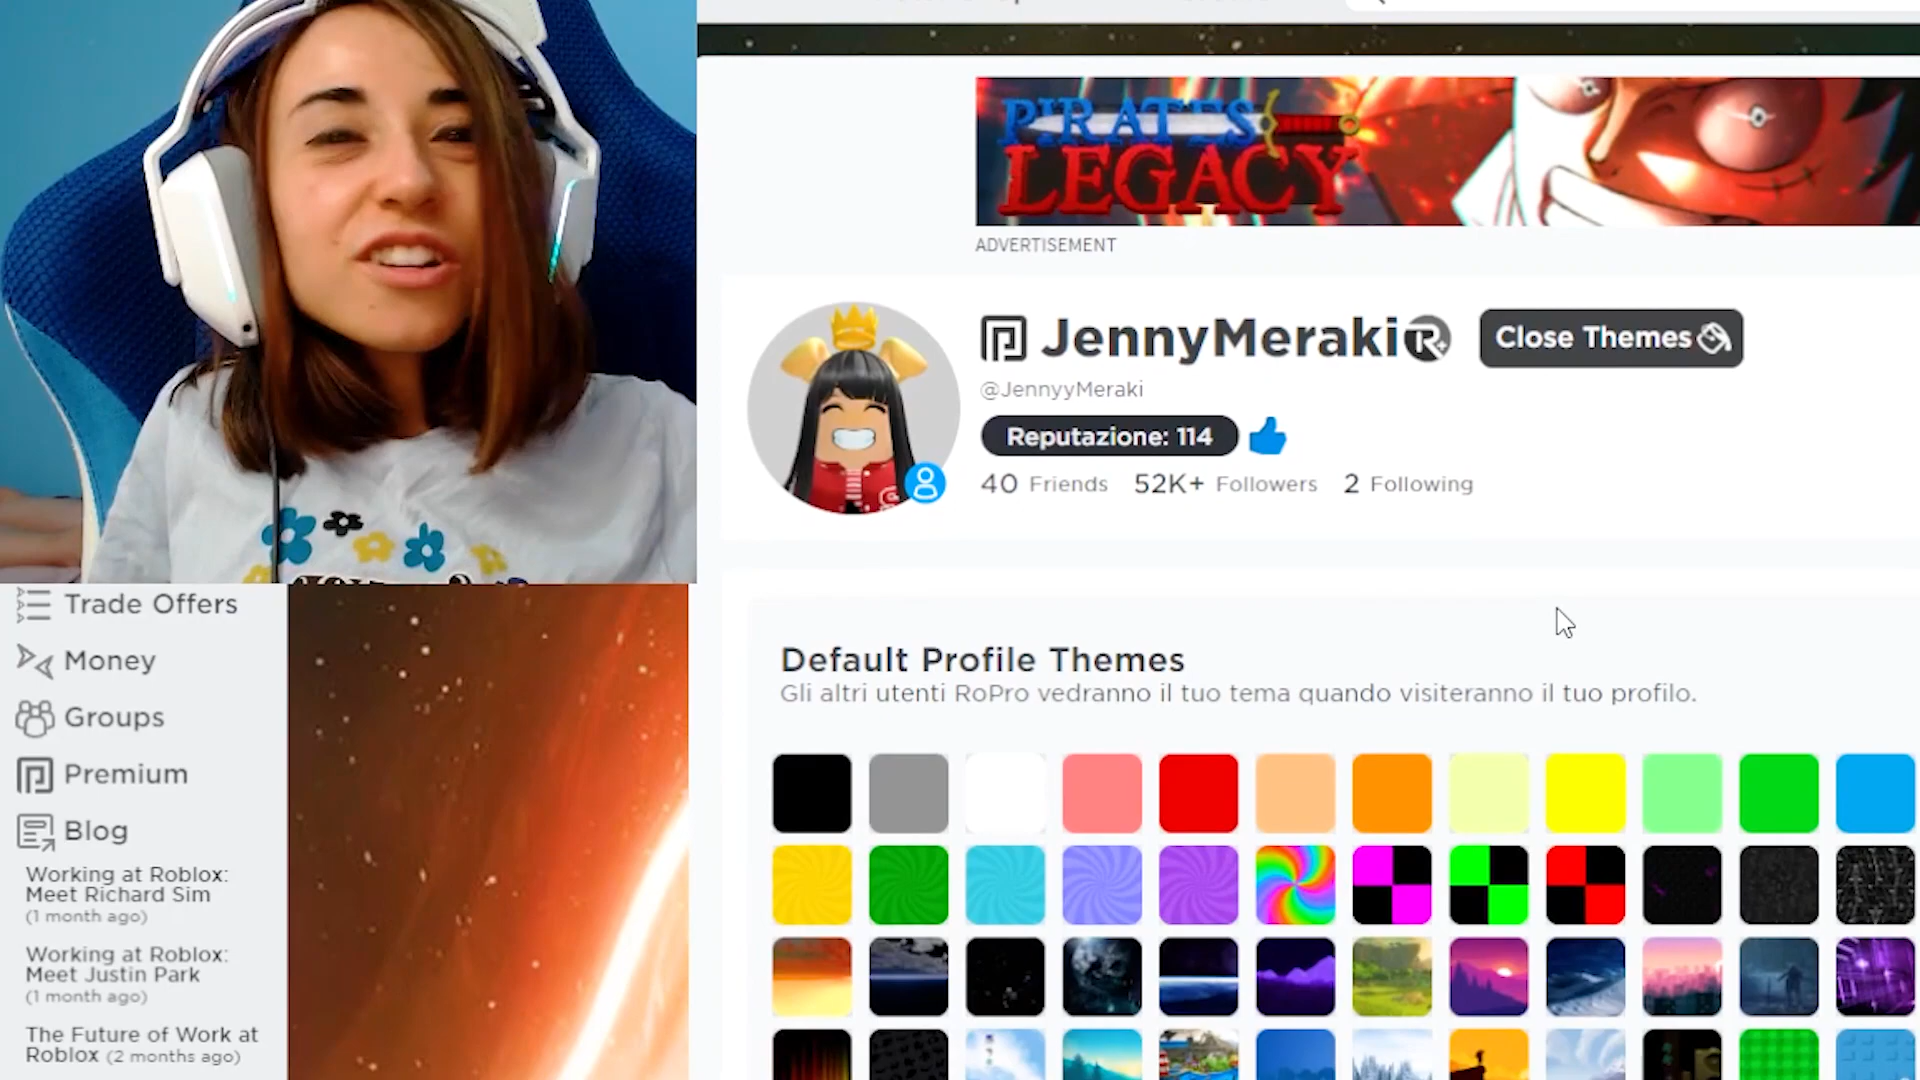 PIRATES
LEGACY
ADVERTISEMENT
JennyMeraki
Close Themes
@JennyyMeraki
Reputazione: 114
40 Friends 52K+ Followers 2 Following
Trade Offers
Money
Groups
Premium
Blog
Working at Roblox:
Meet Richard Sim
(1 month ago)
Working at Roblox:
Meet Justin Park
(1 month ago)
The Future of Work at
Roblox (2 months ago)
Default Profile Themes
Gli altri utenti RoPro vedranno il tuo tema quando visiteranno il tuo profilo.